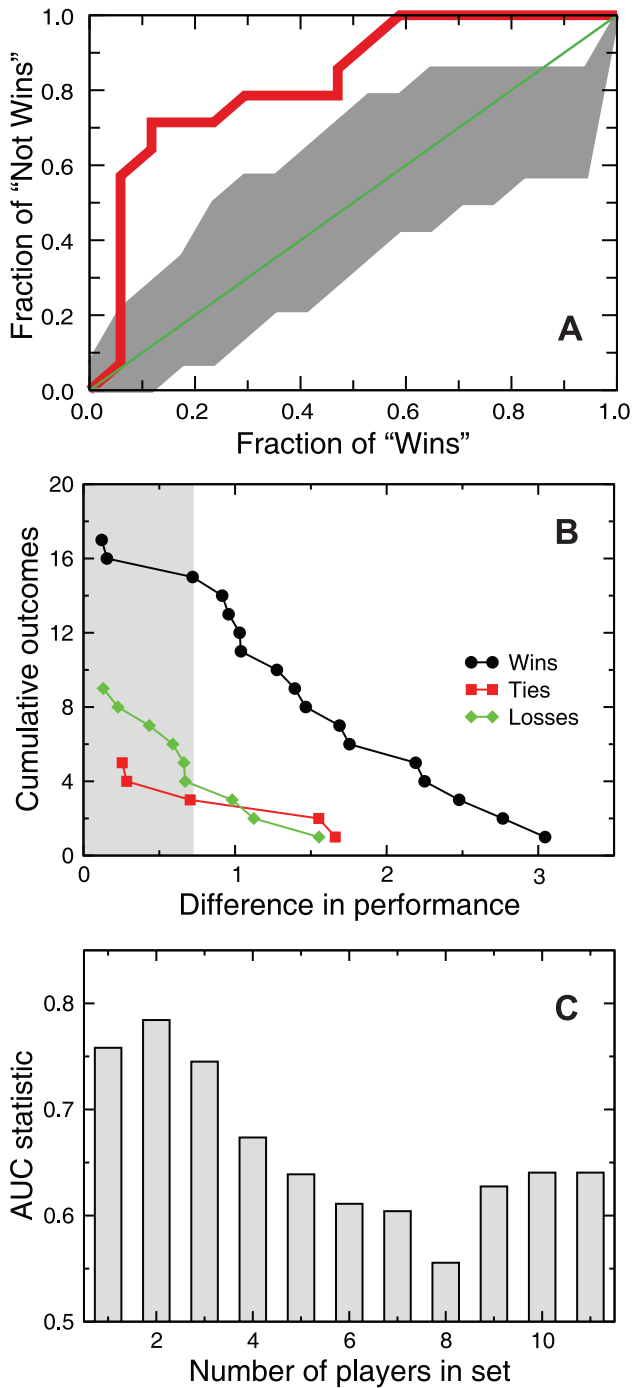 1.0
0.8
0.6
0.4
0.2
0.0
Fraction of “Not Wins”
A
0.0 0.2 0.4 0.6 0.8 1.0
Fraction of “Wins”
20
16
12
8
4
0
Cumulative outcomes
B
Wins
Ties
Losses
0 1 2 3
Difference in performance
0.8
0.7
0.6
0.5
AUC statistic
C
2 4 6 8 10
Number of players in set